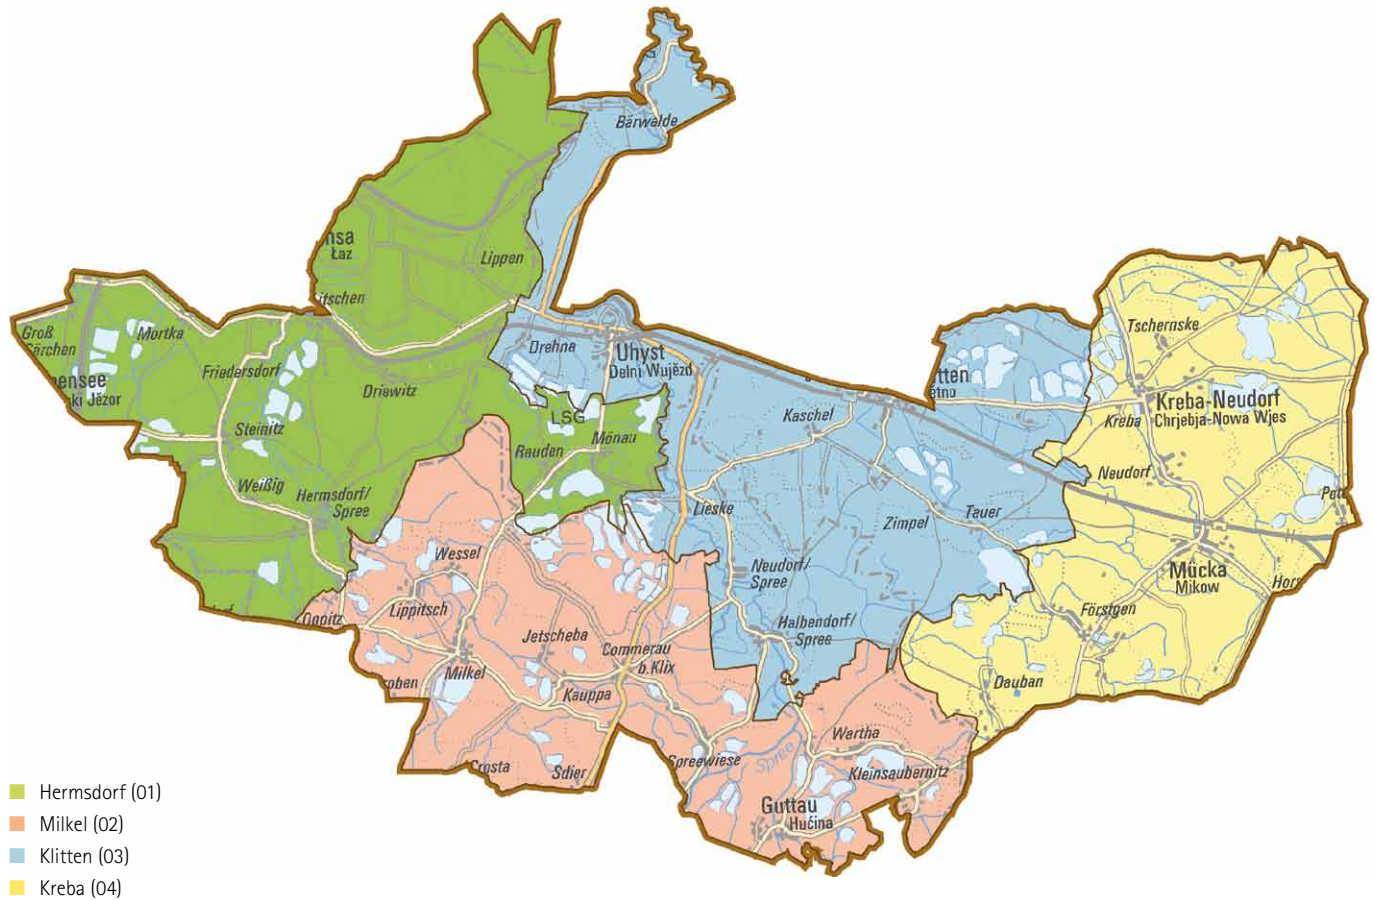 Bärwalde
Łaz
Lippen
Groß
Mortka
Friedersdorf
Driewitz
Steinitz
Weißig
Hermsdorf/
Spree
Drehna
Uhyst
Delni Wujězd
LSG
Mönau
Rauden
Kaschel
Lieske
Zimpel
Tauer
Neudorf/
Spree
Halbendorf/
Spree
Tschernske
Kreba-Neudorf
Chrjebja-Nowa Wjes
Kreba
Neudorf
Mücka
Mikow
Förstgen
Dauban
Wessel
Lippitsch
Jetscheba
Commerau
b. Klix
Milkel
Kauppa
Sdier
Spreewiese
Spree
Wartha
Kleinsaubernitz
Guttau
Hućina
Hermsdorf (01)
Milkel (02)
Klitten (03)
Kreba (04)